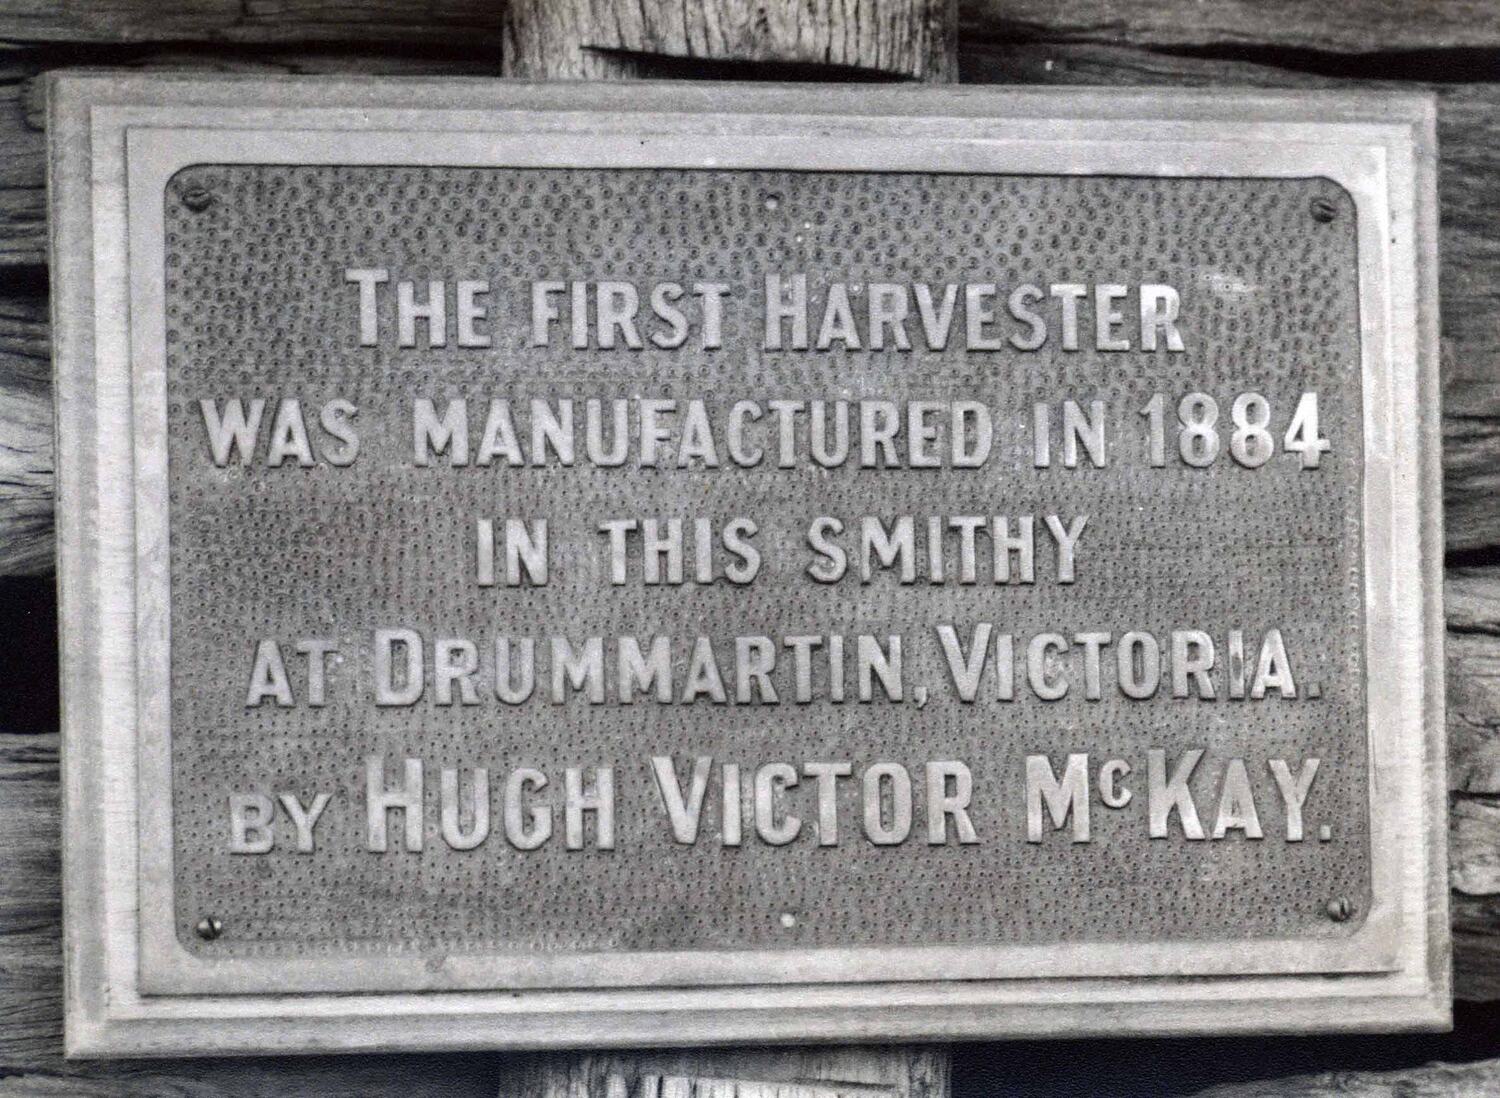 THE FIRST HARVESTER
WAS MANUFACTURED IN 1884
IN THIS SMITHY
AT DRUMMARTIN, VICTORIA.
BY HUGH VICTOR McKAY.